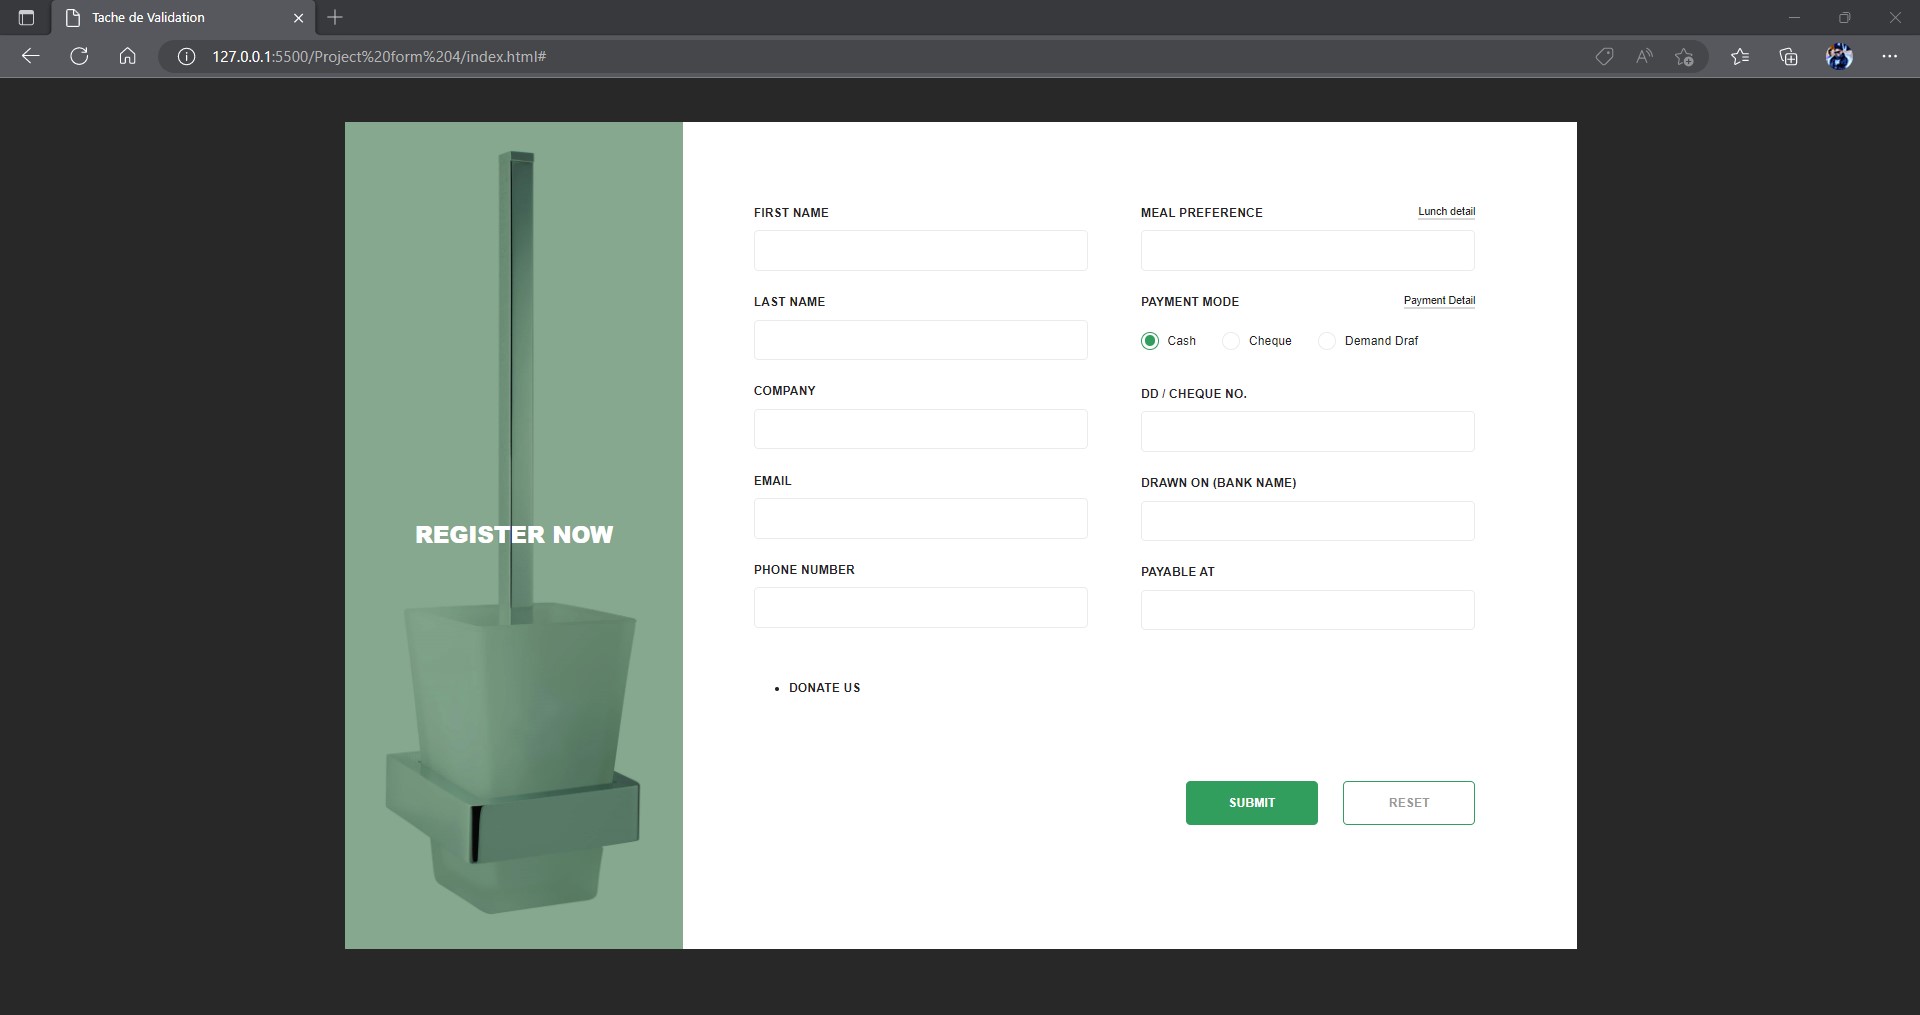 Tache de Validation
127.0.0.1:5500/Project%20form%204/index.html#
REGISTER NOW
FIRST NAME
LAST NAME
COMPANY
EMAIL
PHONE NUMBER
DONATE US
MEAL PREFERENCE Lunch detail
PAYMENT MODE Payment Detail
Cash Cheque Demand Draf
DD / CHEQUE NO.
DRAWN ON (BANK NAME)
PAYABLE AT
SUBMIT RESET